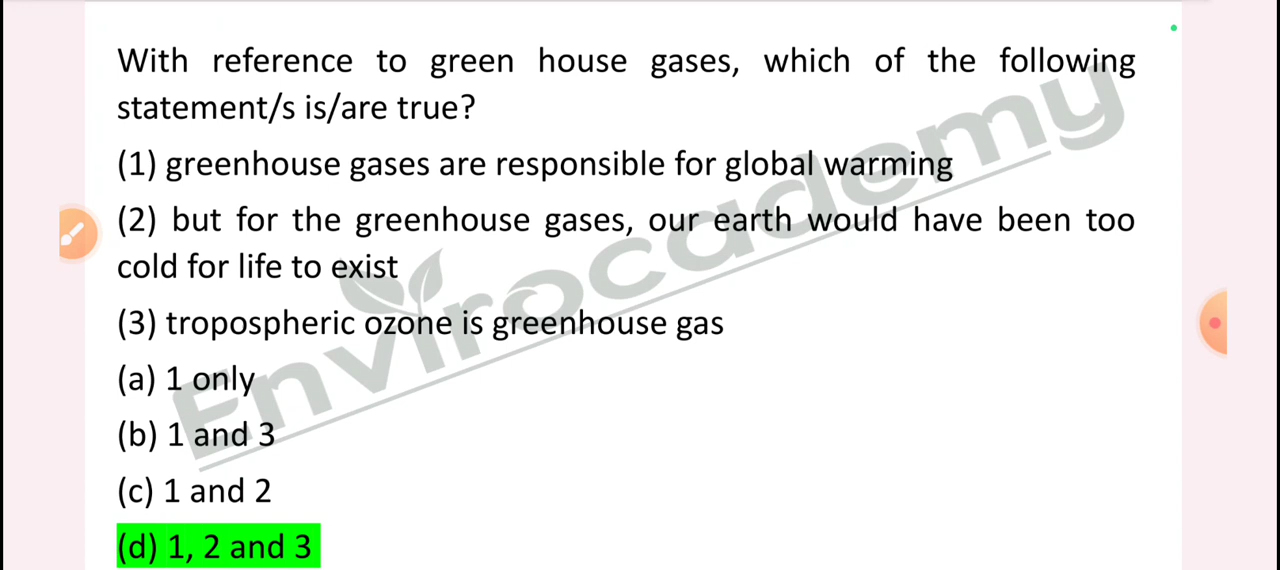 With reference to green house gases, which of the following
statement/s is/are true?
(1) greenhouse gases are responsible for global warming
(2) but for the greenhouse gases, our earth would have been too
cold for life to exist
(3) tropospheric ozone is greenhouse gas
(a) 1 only
(b) 1 and 3
(c) 1 and 2
(d) 1, 2 and 3
Envirocademy